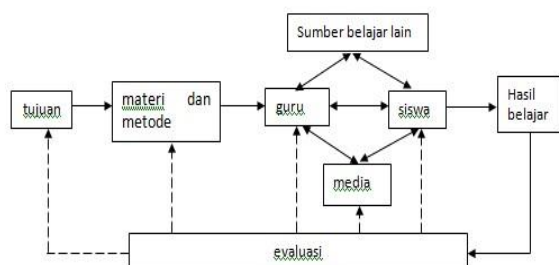 Sumber belajar lain
tujuan
materi dan
metode
guru
siswa
Hasil
belajar
media
evaluasi